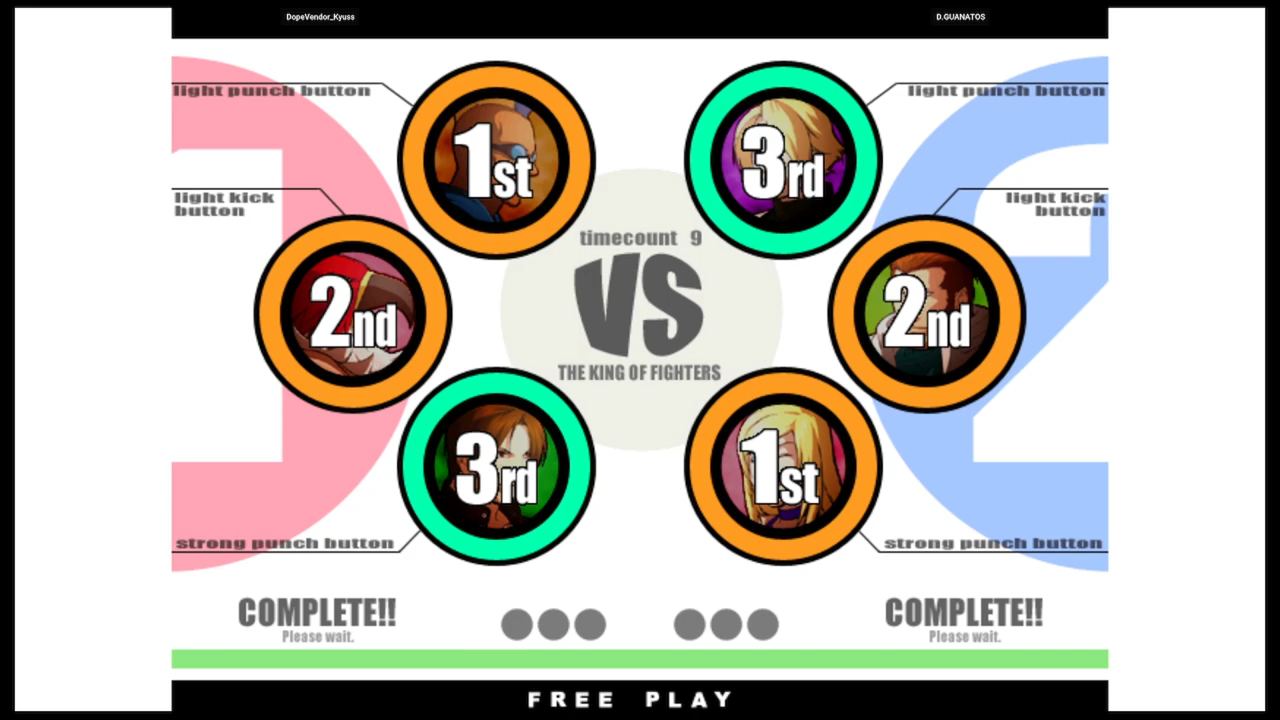 DopeVendor_Kyuss
D.GUANATOS
light punch button
light punch button
1st
3rd
light kick
button
light kick
button
timecount 9
VS
THE KING OF FIGHTERS
2nd
2nd
3rd
1st
strong punch button
strong punch button
COMPLETE!!
Please wait.
COMPLETE!!
Please wait.
FREE PLAY